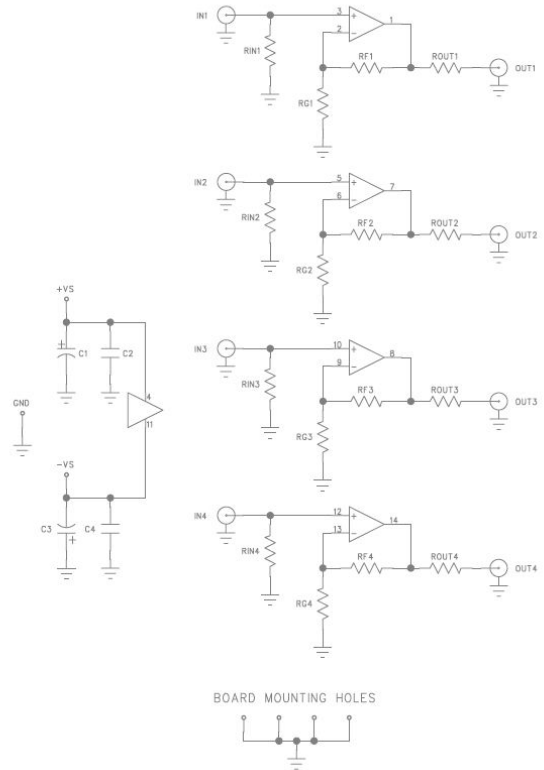 IN1
3
2
1
RIN1
RF1
ROUT1
OUT1
RG1
IN2
5
6
7
RIN2
RF2
ROUT2
OUT2
RG2
+VS
+
C1
C2
4
11
GND
-VS
C3
+
C4
IN3
10
9
8
RIN3
RF3
ROUT3
OUT3
RG3
IN4
12
13
14
RIN4
RF4
ROUT4
OUT4
RG4
BOARD MOUNTING HOLES